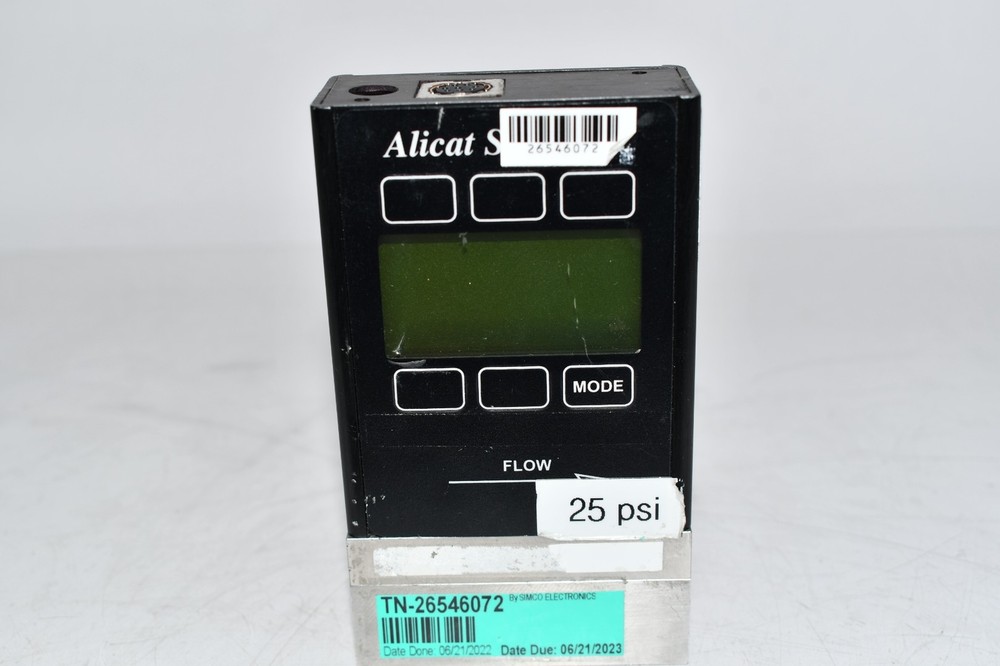 Alicat S
26546072
MODE
FLOW
25 psi
TN-26546072 By SIMCO ELECTRONICS
Date Done: 06/21/2022 Date Due: 06/21/2023